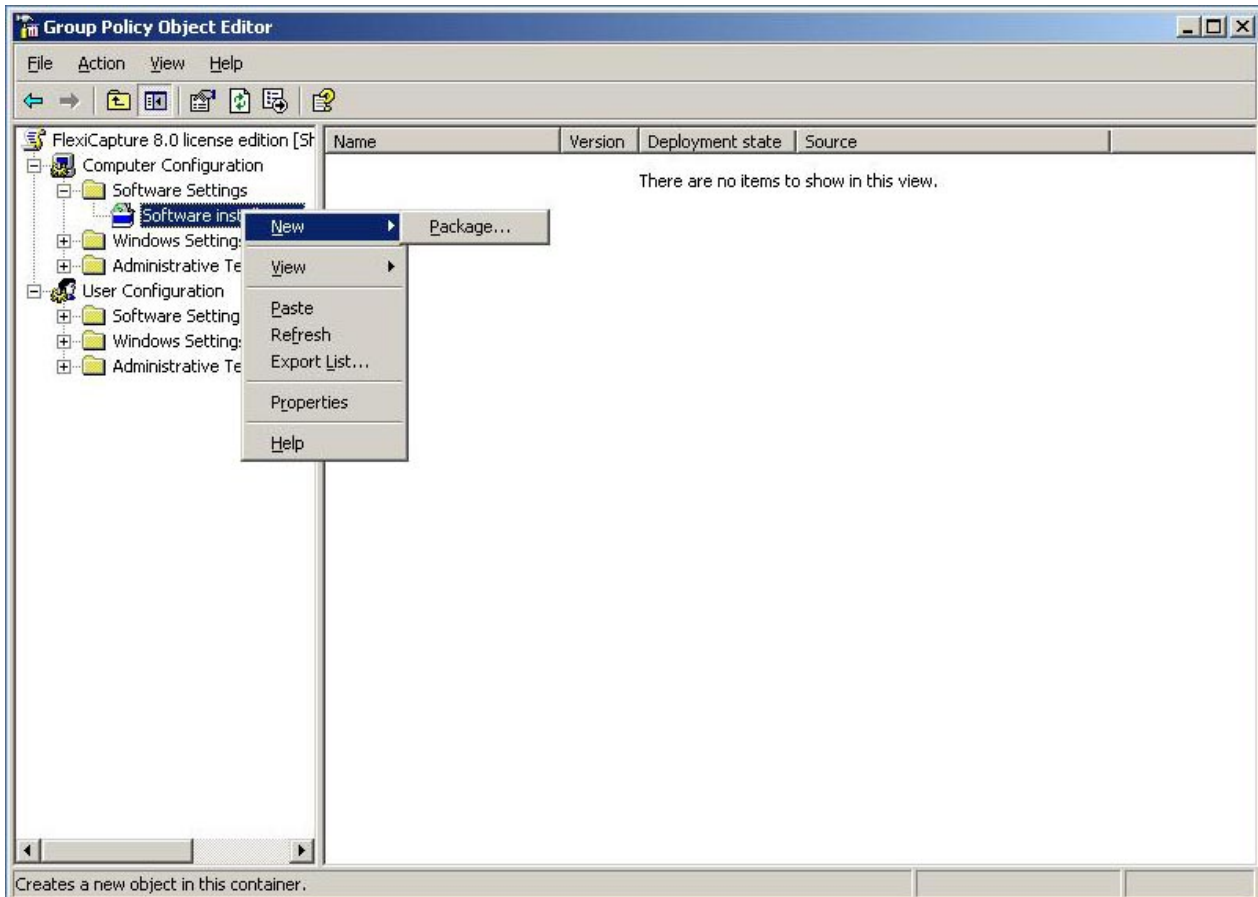 Group Policy Object Editor
File Action View Help
FlexiCapture 8.0 license edition [Sh
Name Version Deployment state Source
Computer Configuration
There are no items to show in this view.
Software Settings
Software inst
New Package...
Windows Setting
Administrative Te
View
User Configuration
Paste
Software Setting
Refresh
Windows Setting
Export List...
Administrative Te
Properties
Help
Creates a new object in this container.